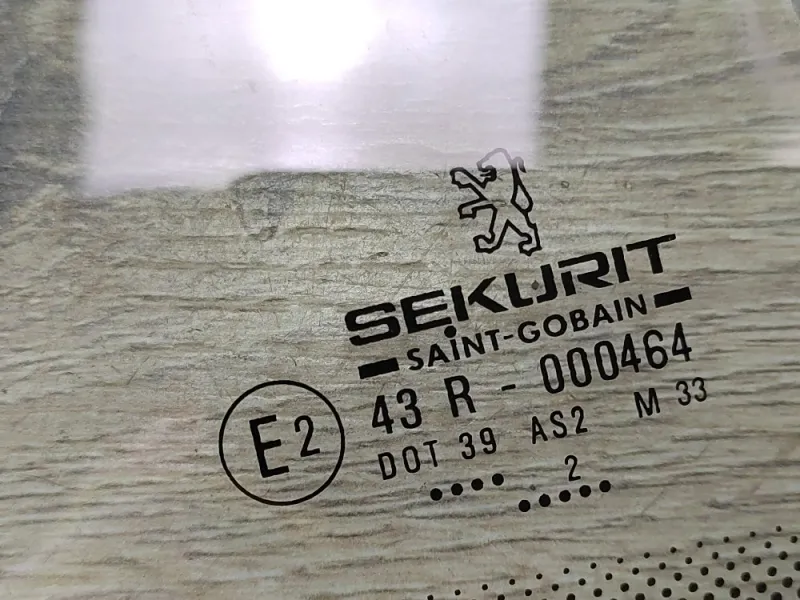 SEKURIT
SAINT-GOBAIN
43 R - 000464
E2
DOT 39 AS2 M 33
2